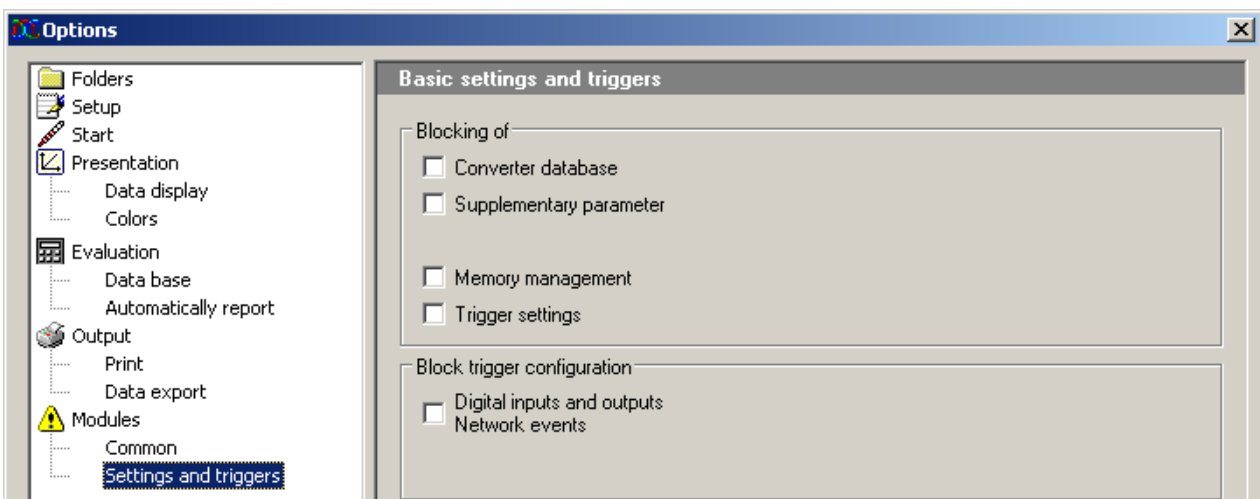 Options
Folders
Setup
Start
Presentation
Data display
Colors
Evaluation
Data base
Automatically report
Output
Print
Data export
Modules
Common
Settings and triggers
Basic settings and triggers
Blocking of
Converter database
Supplementary parameter
Memory management
Trigger settings
Block trigger configuration
Digital inputs and outputs
Network events